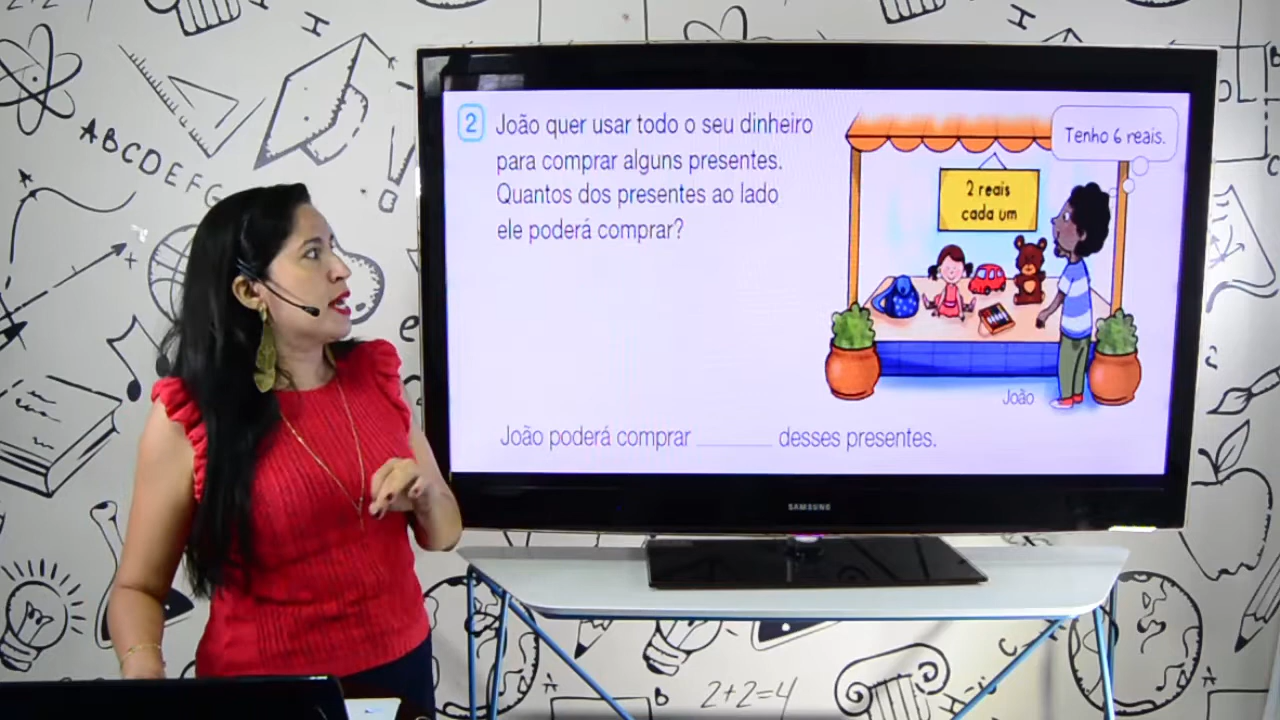 2
João quer usar todo o seu dinheiro
para comprar alguns presentes.
Quantos dos presentes ao lado
ele poderá comprar?
Tenho 6 reais.
2 reais
cada um
João
João poderá comprar ______ desses presentes.
SAMSUNG
ABCDEFG
A
B
2+2=4